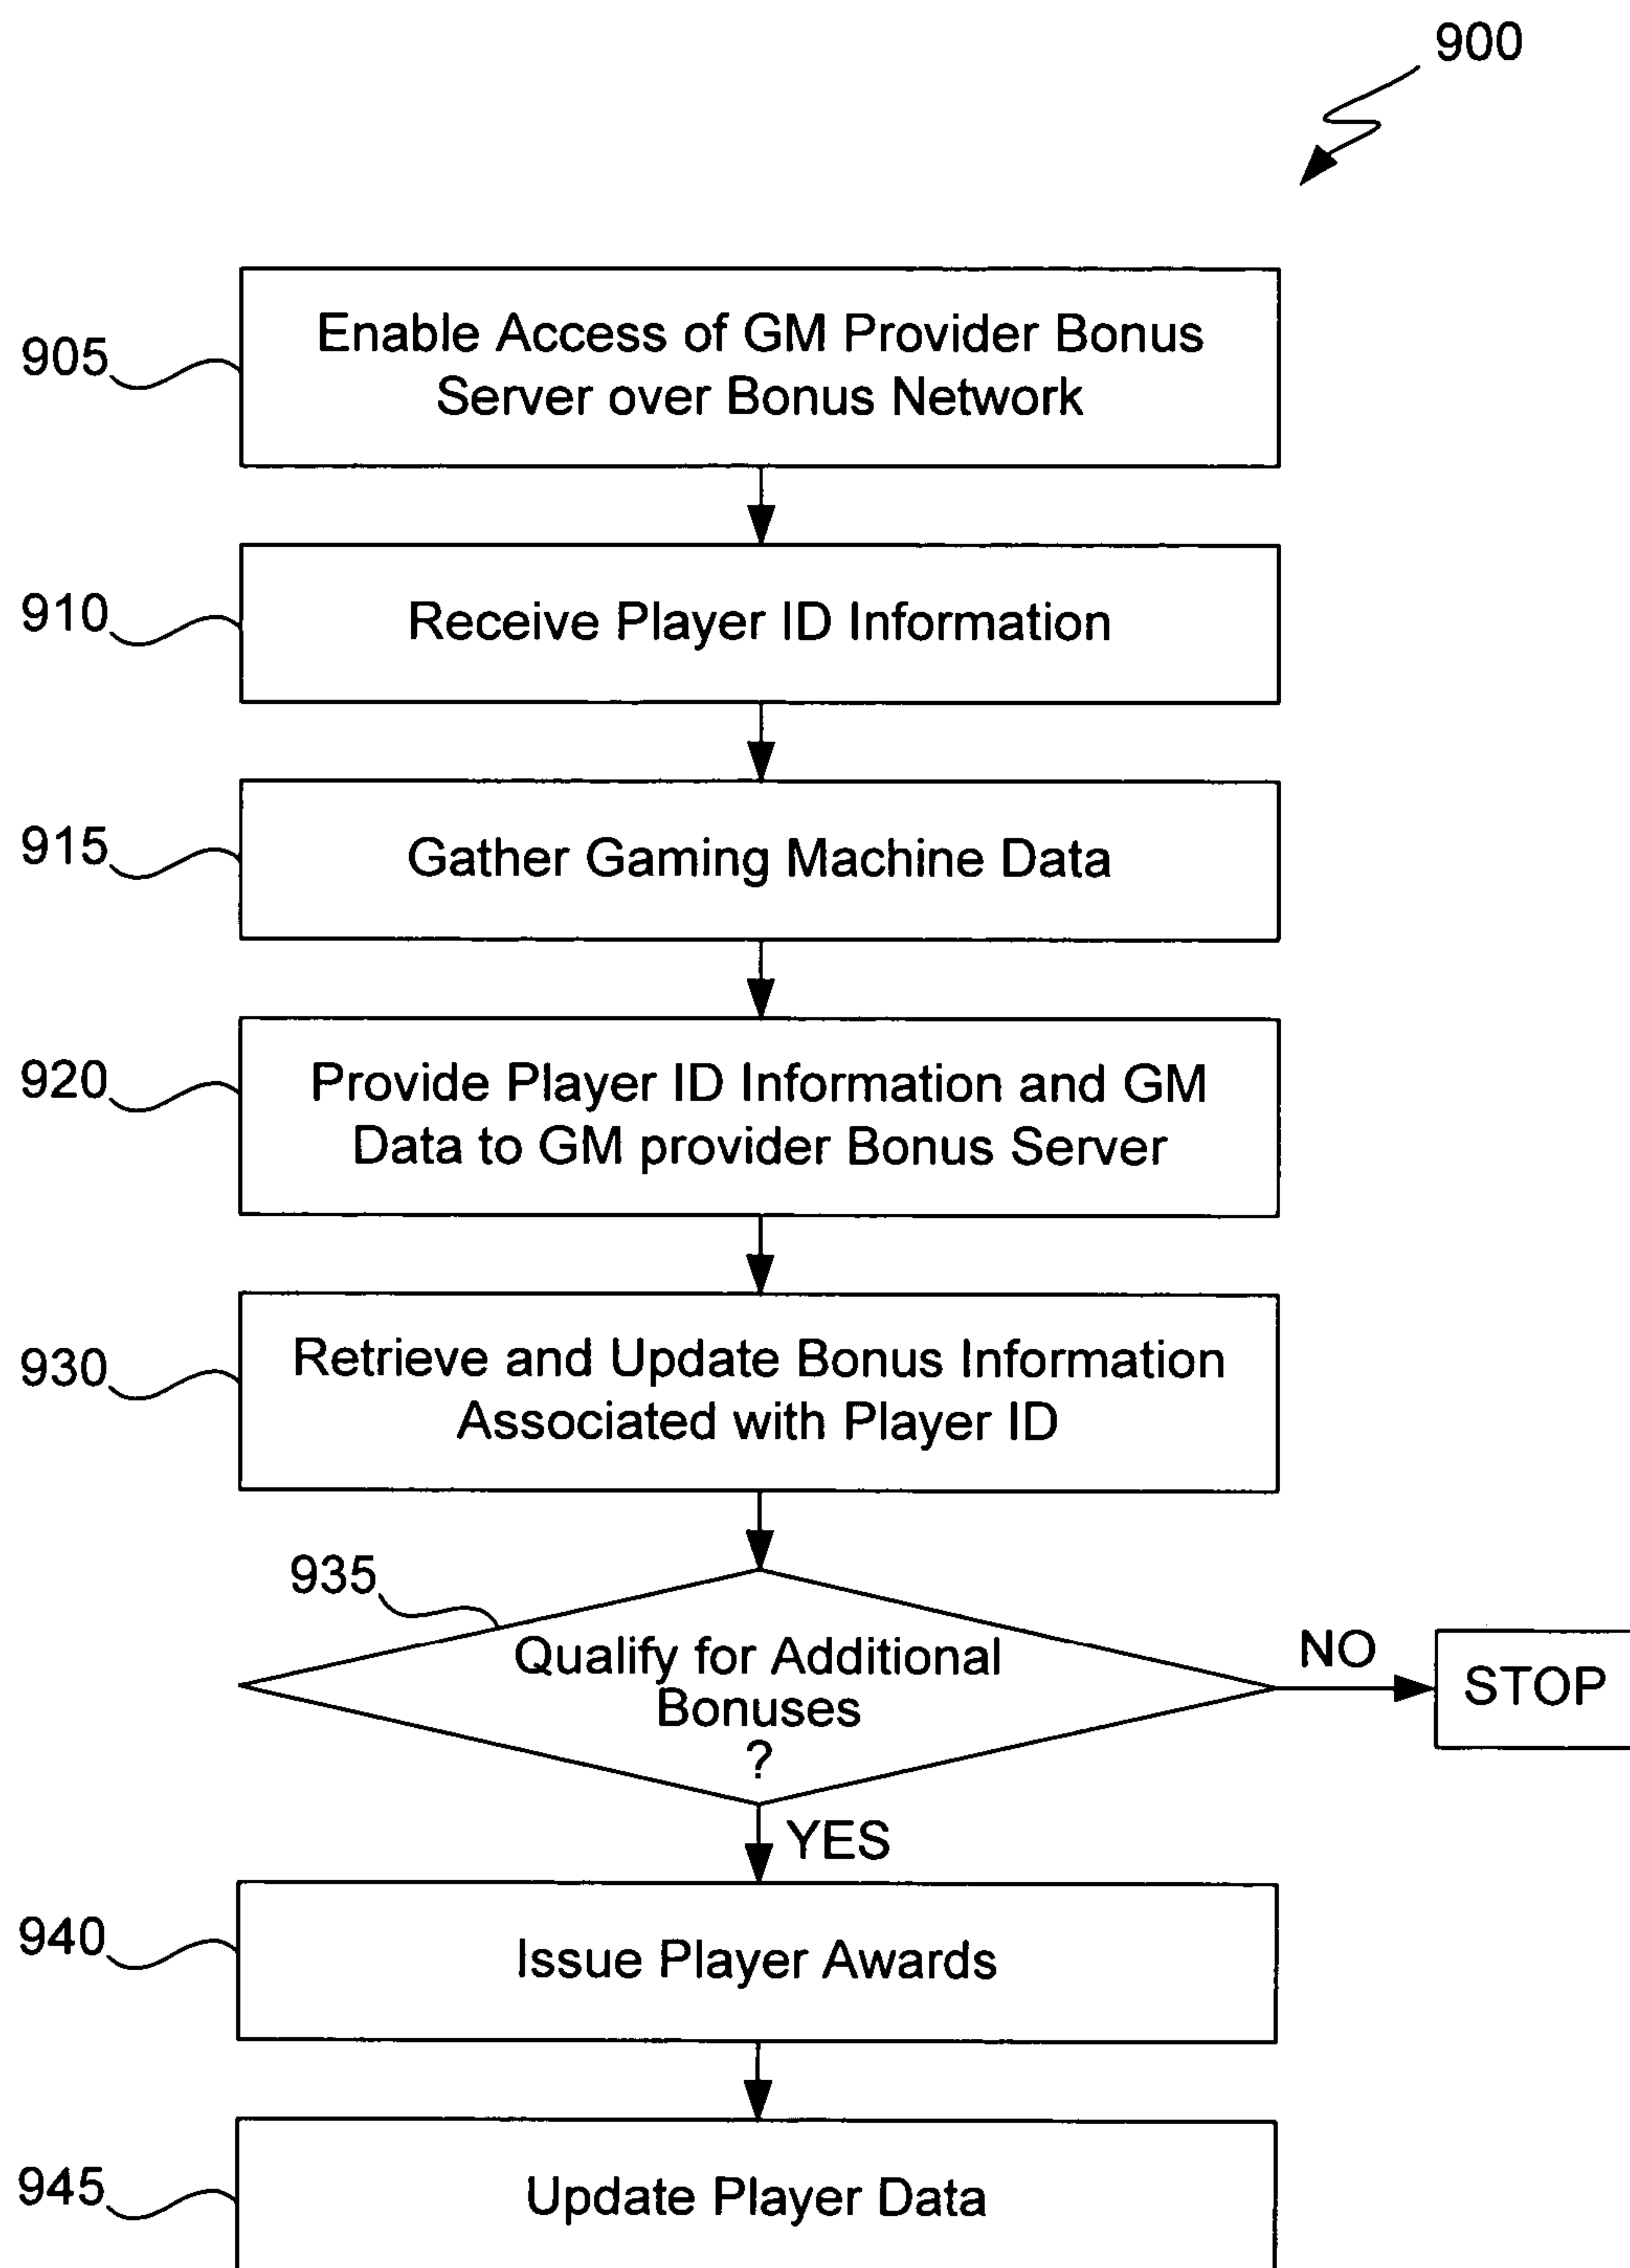 900
905
Enable Access of GM Provider Bonus
Server over Bonus Network
910
Receive Player ID Information
915
Gather Gaming Machine Data
920
Provide Player ID Information and GM
Data to GM provider Bonus Server
930
Retrieve and Update Bonus Information
Associated with Player ID
935
Qualify for Additional
Bonuses
?
NO
STOP
YES
940
Issue Player Awards
945
Update Player Data